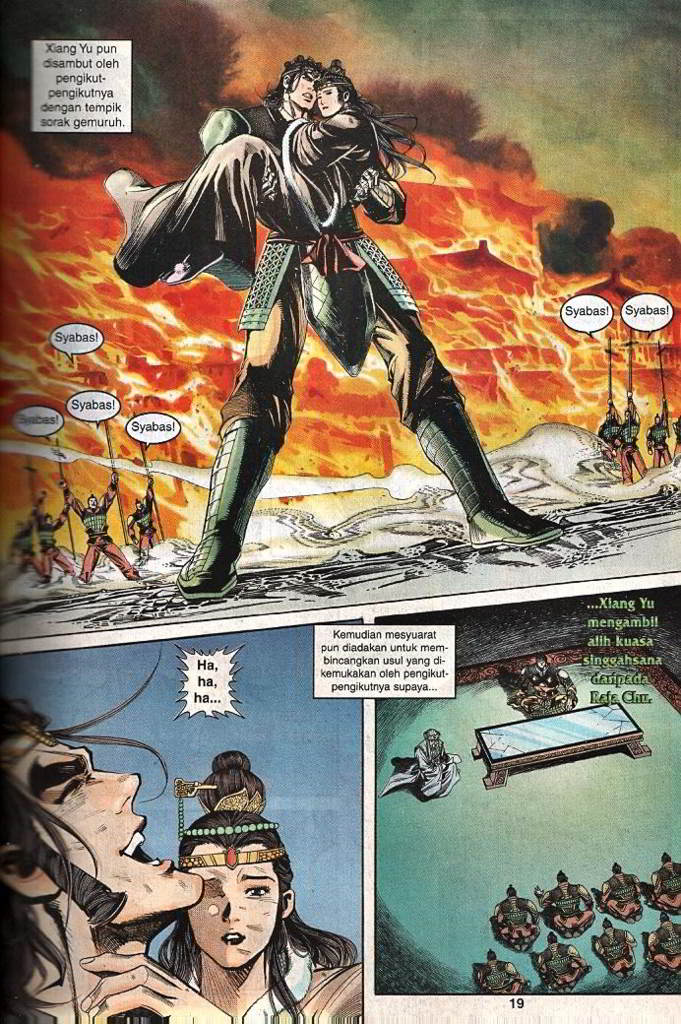 Xiang Yu pun
disambut oleh
pengikut-
pengikutnya
dengan tempik
sorak gemuruh.
Syabas!
Syabas!
Syabas!
Syabas!
Syabas!
Syabas!
Ha,
ha,
ha...
Kemudian mesyuarat
pun diadakan untuk mem-
bincangkan usul yang di-
kemukakan oleh pengikut-
pengikutnya supaya...
...Xiang Yu
mengambil
alih kuasa
singgahsana
daripada
Raja Chu.
19